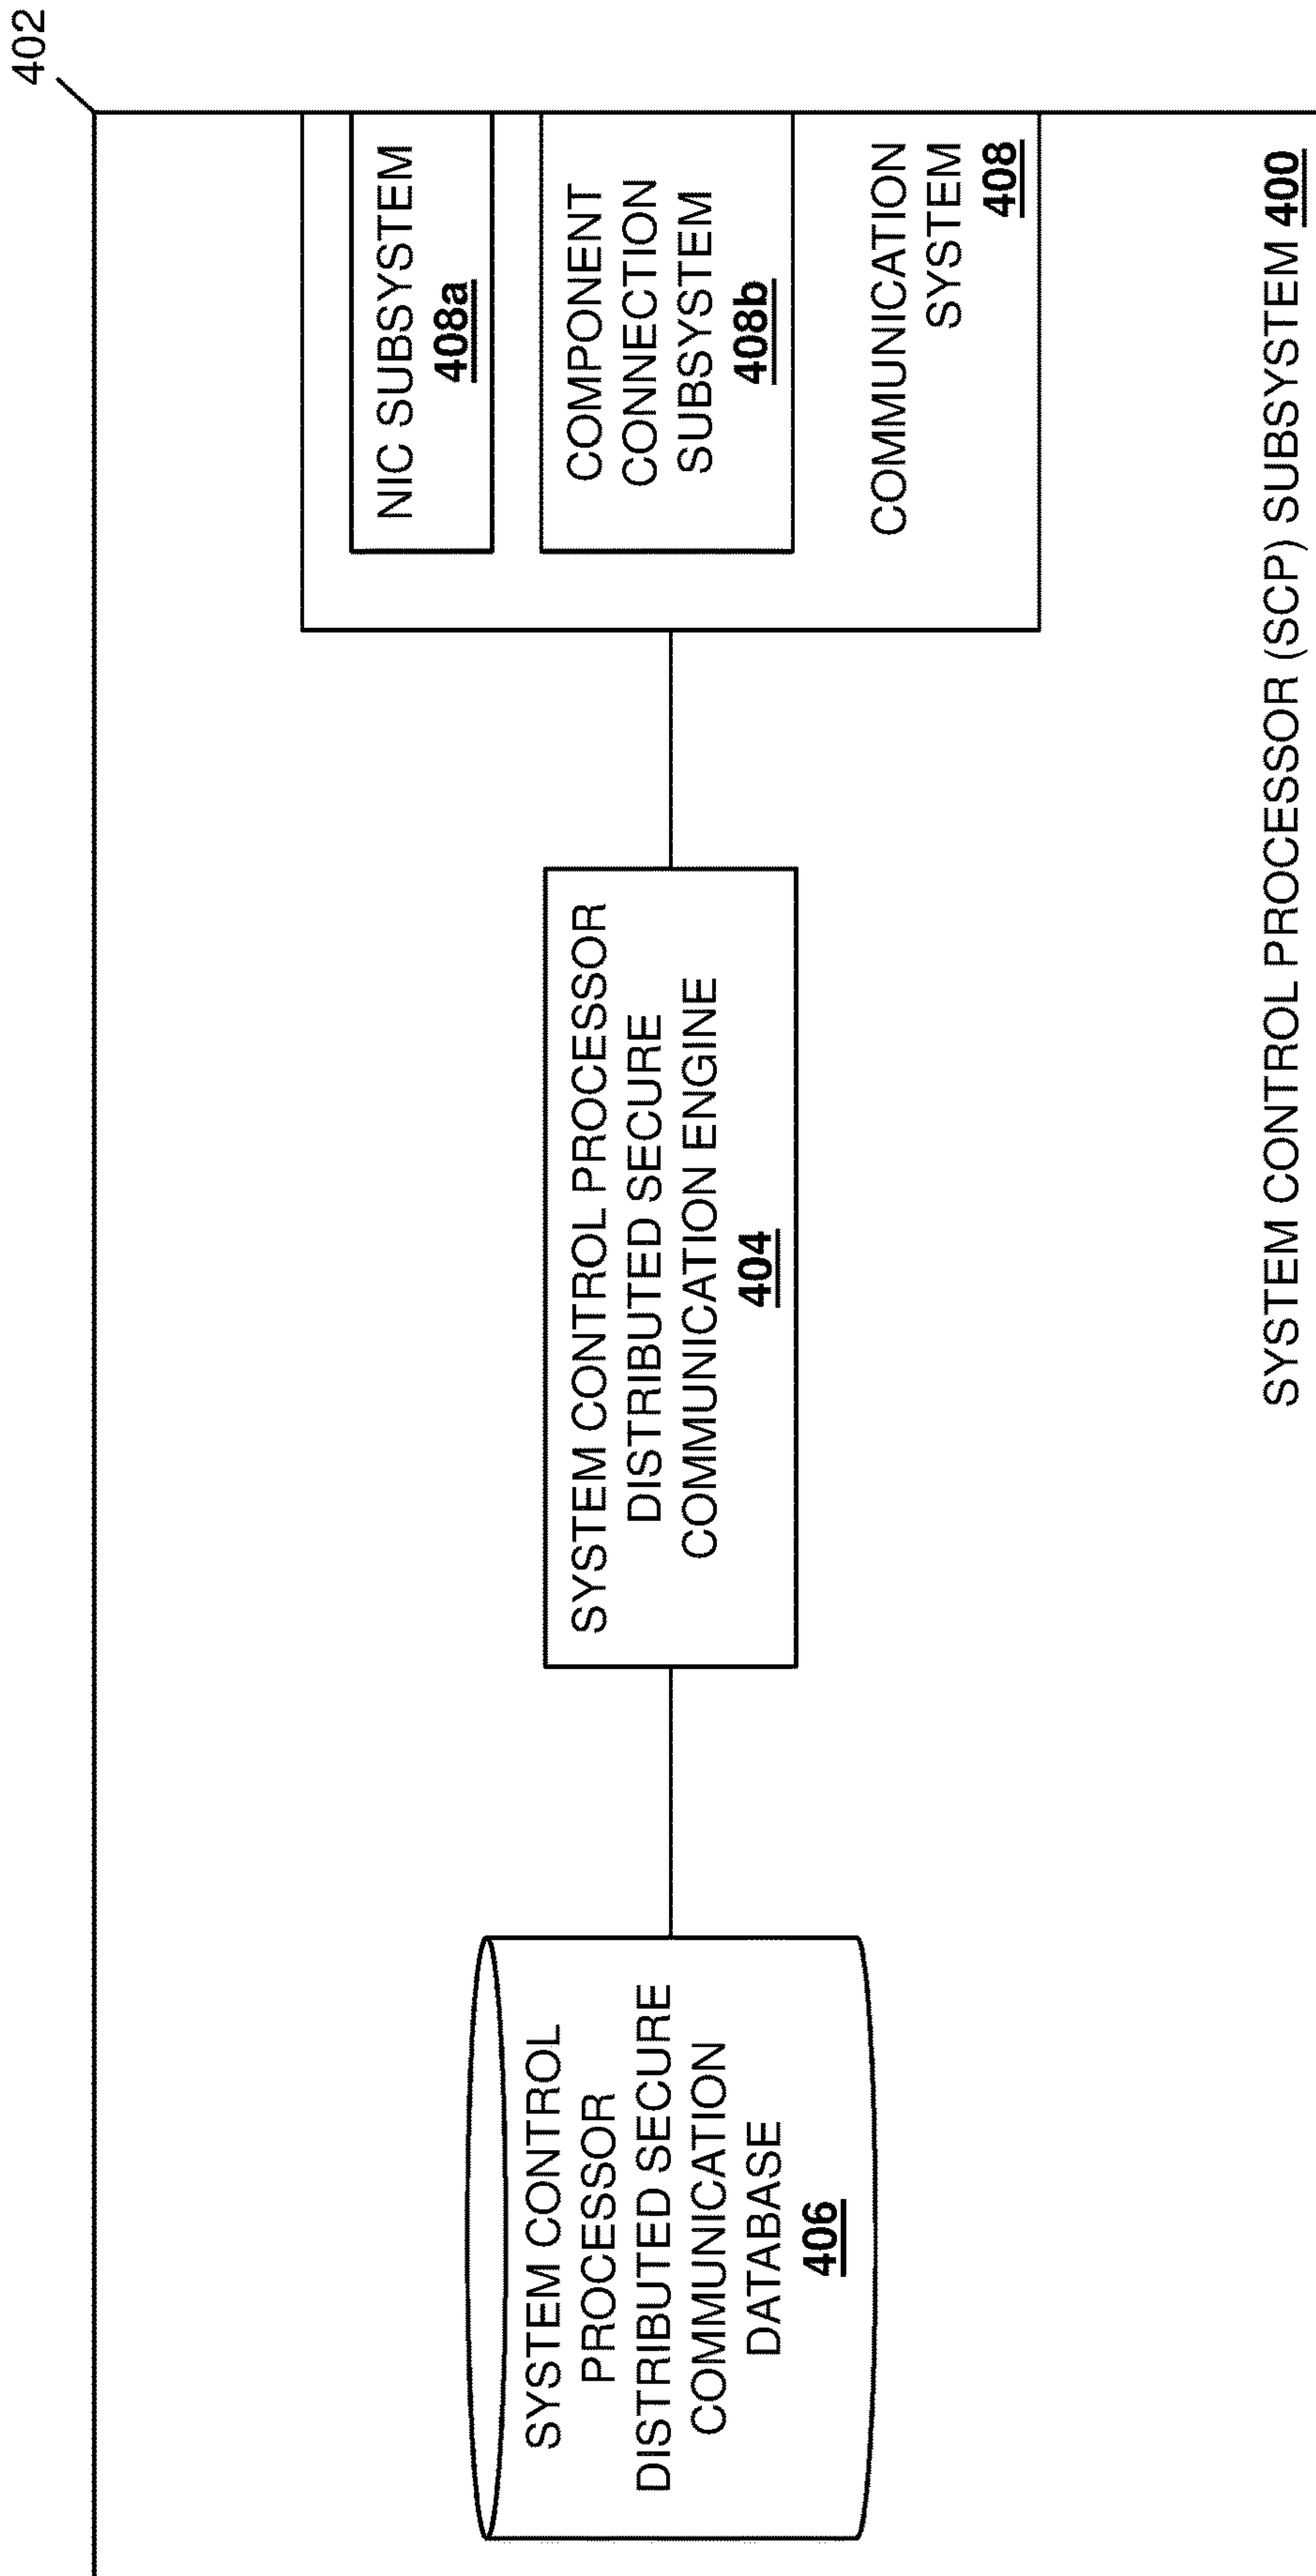 402
NIC SUBSYSTEM
408a
COMPONENT
CONNECTION
SUBSYSTEM
408b
COMMUNICATION
SYSTEM
408
SYSTEM CONTROL PROCESSOR
DISTRIBUTED SECURE
COMMUNICATION ENGINE
404
SYSTEM CONTROL
PROCESSOR
DISTRIBUTED SECURE
COMMUNICATION
DATABASE
406
SYSTEM CONTROL PROCESSOR (SCP) SUBSYSTEM 400